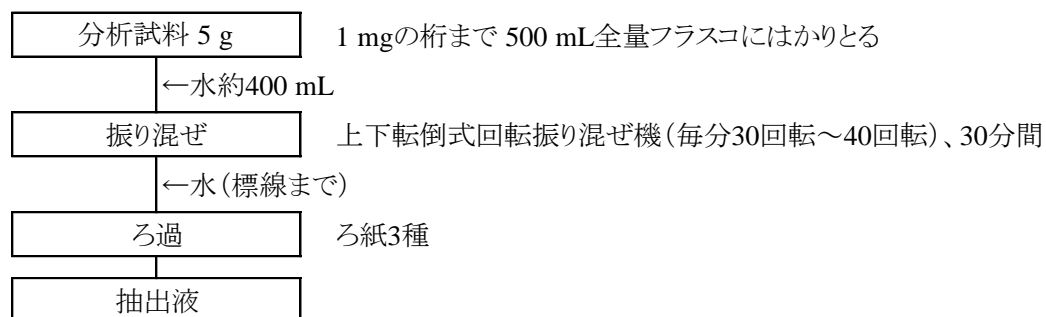 分析試料 5 g 1 mgの桁まで 500 mL全量フラスコにはかりとる
←水約400 mL
振り混ぜ 上下転倒式回転振り混ぜ機（毎分30回転～40回転）、30分間
←水（標線まで）
ろ過 ろ紙3種
抽出液